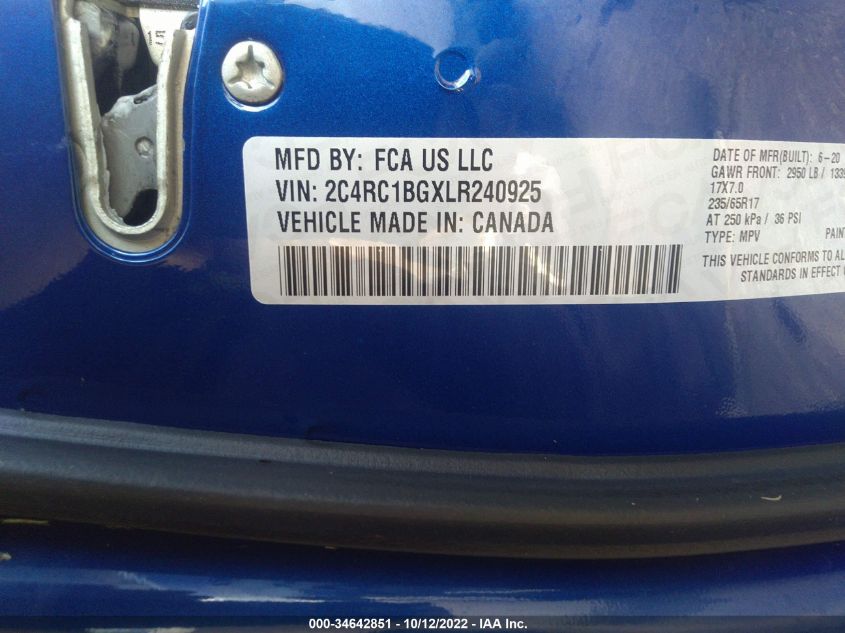 MFD BY: FCA US LLC
VIN: 2C4RC1BGXLR240925
VEHICLE MADE IN: CANADA
DATE OF MFR(BUILT): 6-20
GAWR FRONT: 2950 LB / 1339
17X7.0
235/65R17
AT 250 kPa / 36 PSI
TYPE: MPV PAIN
THIS VEHICLE CONFORMS TO AL
STANDARDS IN EFFECT
000-34642851 - 10/12/2022 - IAA Inc.